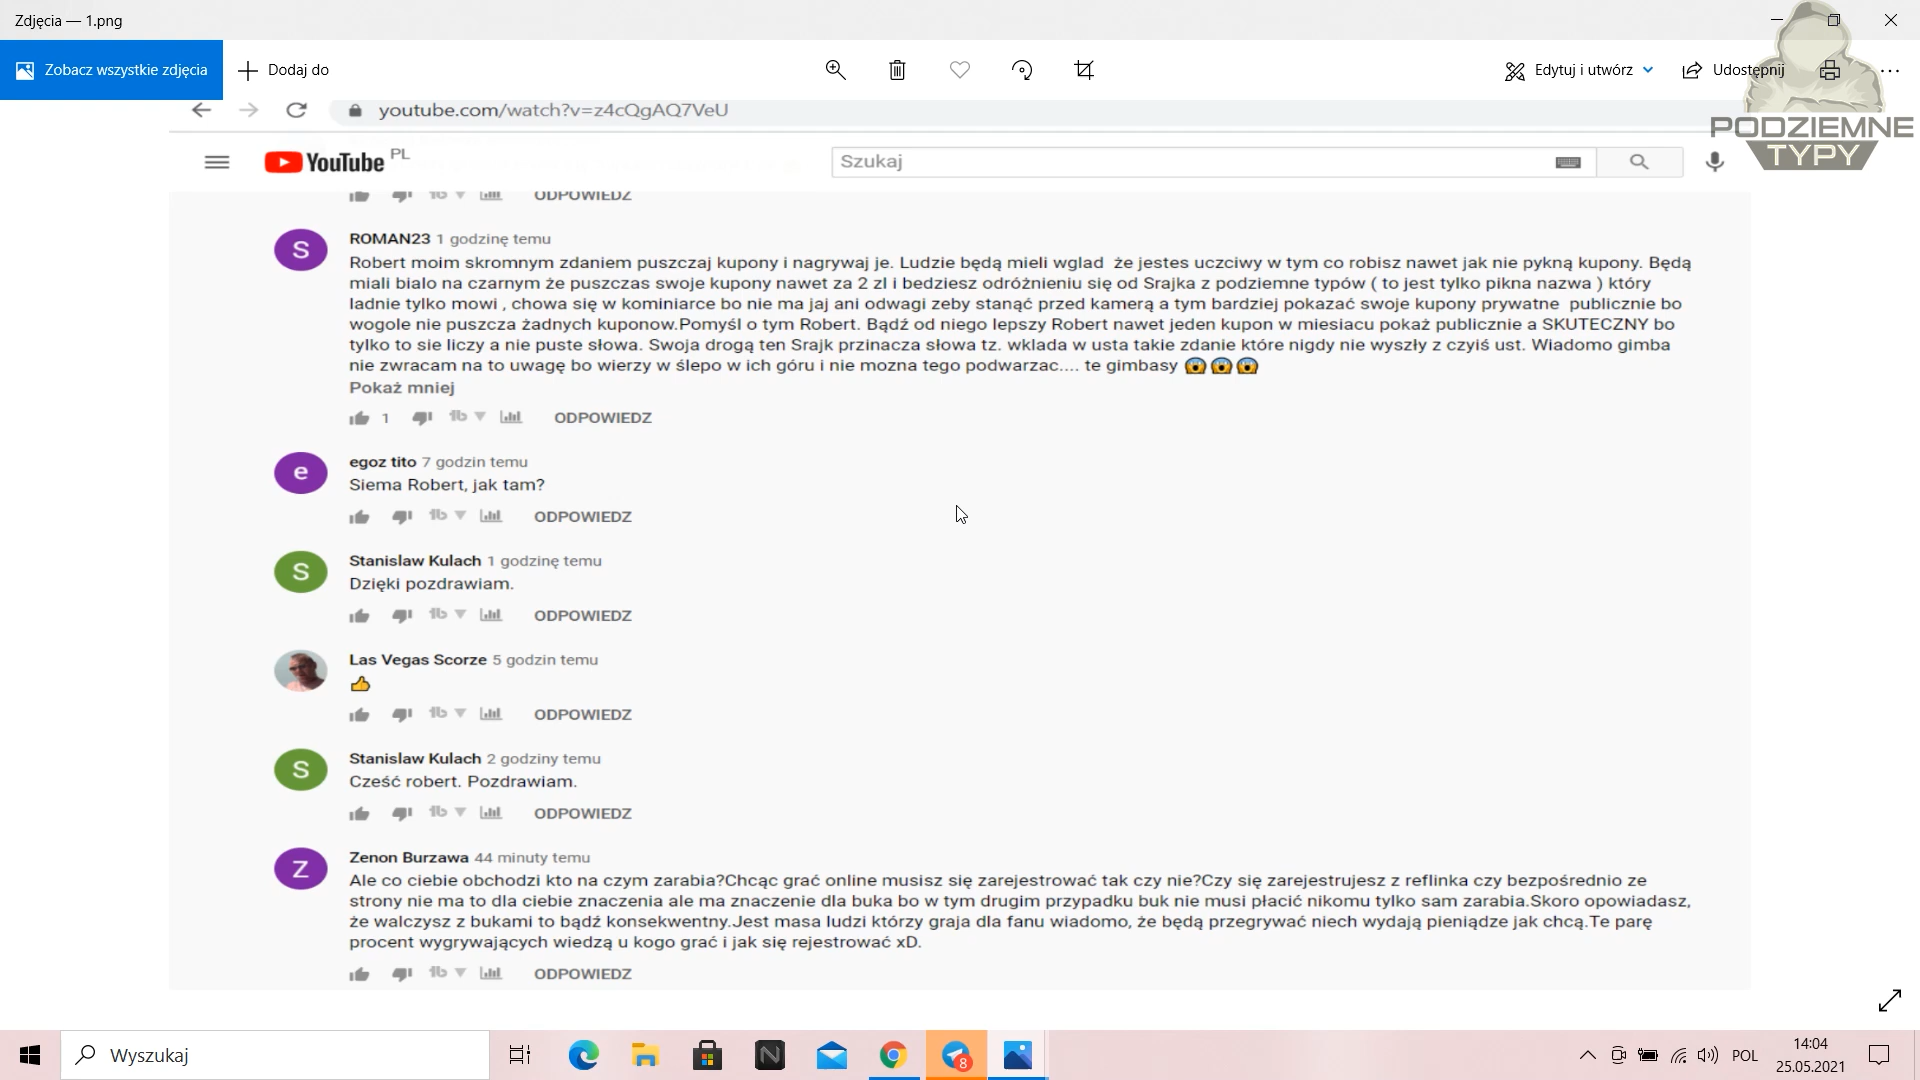 Zdjęcia — 1.png
Zobacz wszystkie zdjęcia
Dodaj do
Edytuj i utwórz
Udostępnij
PODZIEMNE
TYPY
youtube.com/watch?v=z4cQgAQ7VeU
YouTube PL
Szukaj
ODPOWIEDZ
S
ROMAN23 1 godzinę temu
Robert moim skromnym zdaniem puszczaj kupony i nagrywaj je. Ludzie będą mieli wglad że jestes uczciwy w tym co robisz nawet jak nie pykną kupony. Będą
miali bialo na czarnym że puszczas swoje kupony nawet za 2 zl i bedziesz odróżnieniu się od Srajka z podziemne typów ( to jest tylko pikna nazwa ) który
ladnie tylko mowi , chowa się w kominiarce bo nie ma jaj ani odwagi zeby stanąć przed kamerą a tym bardziej pokazać swoje kupony prywatne publicznie bo
wogole nie puszcza żadnych kuponow.Pomyśl o tym Robert. Bądź od niego lepszy Robert nawet jeden kupon w miesiacu pokaż publicznie a SKUTECZNY bo
tylko to sie liczy a nie puste słowa. Swoja drogą ten Srajk przinacza słowa tz. wklada w usta takie zdanie które nigdy nie wyszły z czyiś ust. Wiadomo gimba
nie zwracam na to uwagę bo wierzy w ślepo w ich góru i nie mozna tego podwarzac.... te gimbasy 😱😱😱
Pokaż mniej
1 ODPOWIEDZ
e
egoz tito 7 godzin temu
Siema Robert, jak tam?
ODPOWIEDZ
S
Stanislaw Kulach 1 godzinę temu
Dzięki pozdrawiam.
ODPOWIEDZ
Las Vegas Scorze 5 godzin temu
👍
ODPOWIEDZ
S
Stanislaw Kulach 2 godziny temu
Cześć robert. Pozdrawiam.
ODPOWIEDZ
Z
Zenon Burzawa 44 minuty temu
Ale co ciebie obchodzi kto na czym zarabia?Chcąc grać online musisz się zarejestrować tak czy nie?Czy się zarejestrujesz z reflinka czy bezpośrednio ze
strony nie ma to dla ciebie znaczenia ale ma znaczenie dla buka bo w tym drugim przypadku buk nie musi płacić nikomu tylko sam zarabia.Skoro opowiadasz,
że walczysz z bukami to bądź konsekwentny.Jest masa ludzi którzy graja dla fanu wiadomo, że będą przegrywać niech wydają pieniądze jak chcą.Te parę
procent wygrywających wiedzą u kogo grać i jak się rejestrować xD.
ODPOWIEDZ
Wyszukaj
8
POL
14:04
25.05.2021